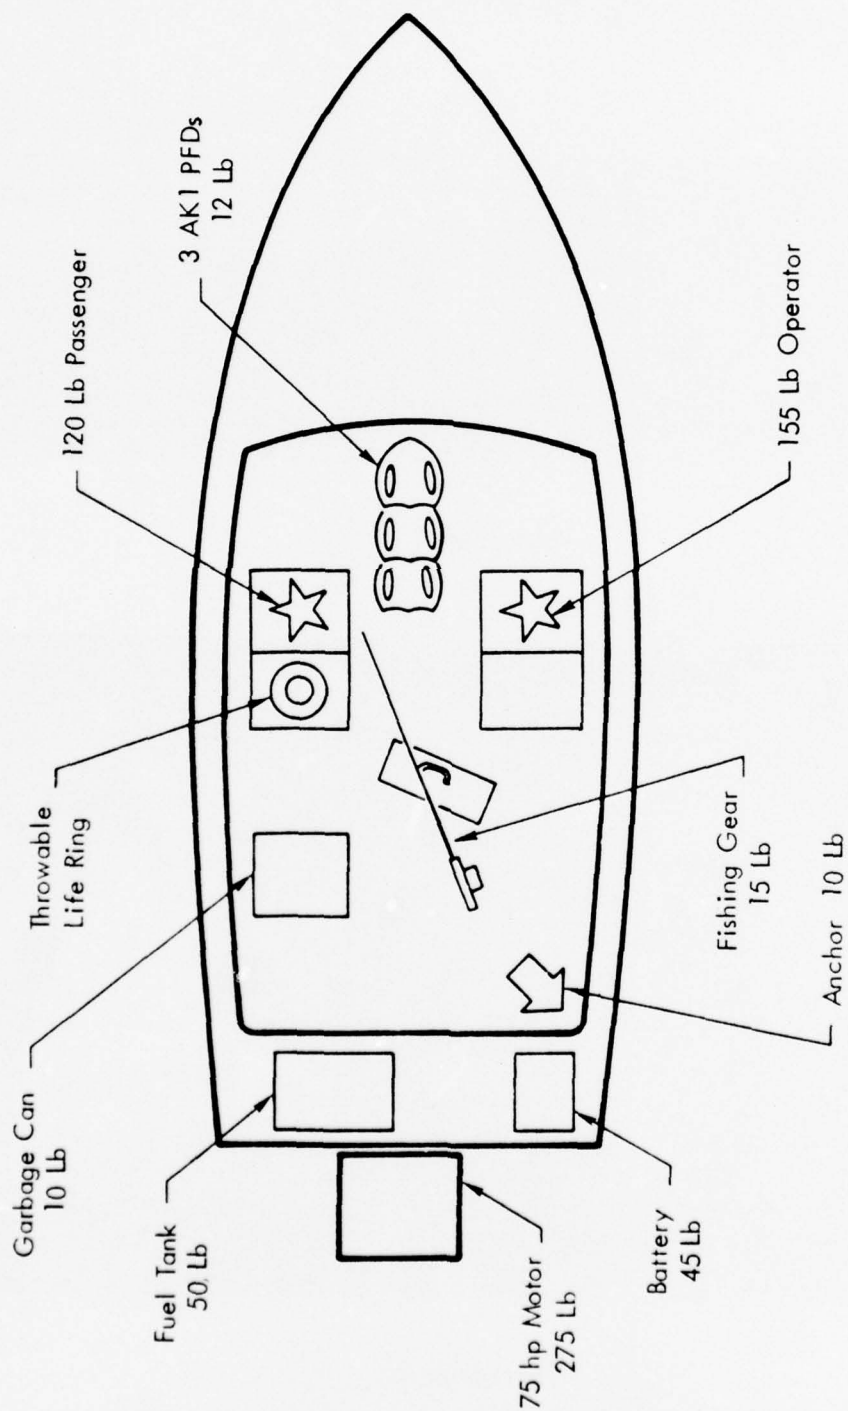 Garbage Can
10 Lb
Fuel Tank
50 Lb
75 hp Motor
275 Lb
Battery
45 Lb
Throwable
Life Ring
120 Lb Passenger
3 AK1 PFDs
12 Lb
155 Lb Operator
Fishing Gear
15 Lb
Anchor 10 Lb